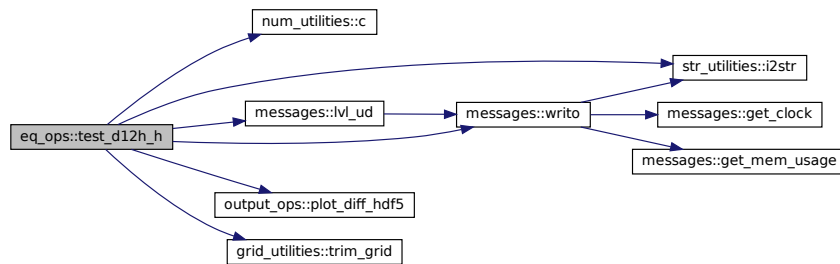 num_utilities::c
str_utilities::i2str
messages::lvl_ud
messages::writo
messages::get_clock
eq_ops::test_d12h_h
messages::get_mem_usage
output_ops::plot_diff_hdf5
grid_utilities::trim_grid